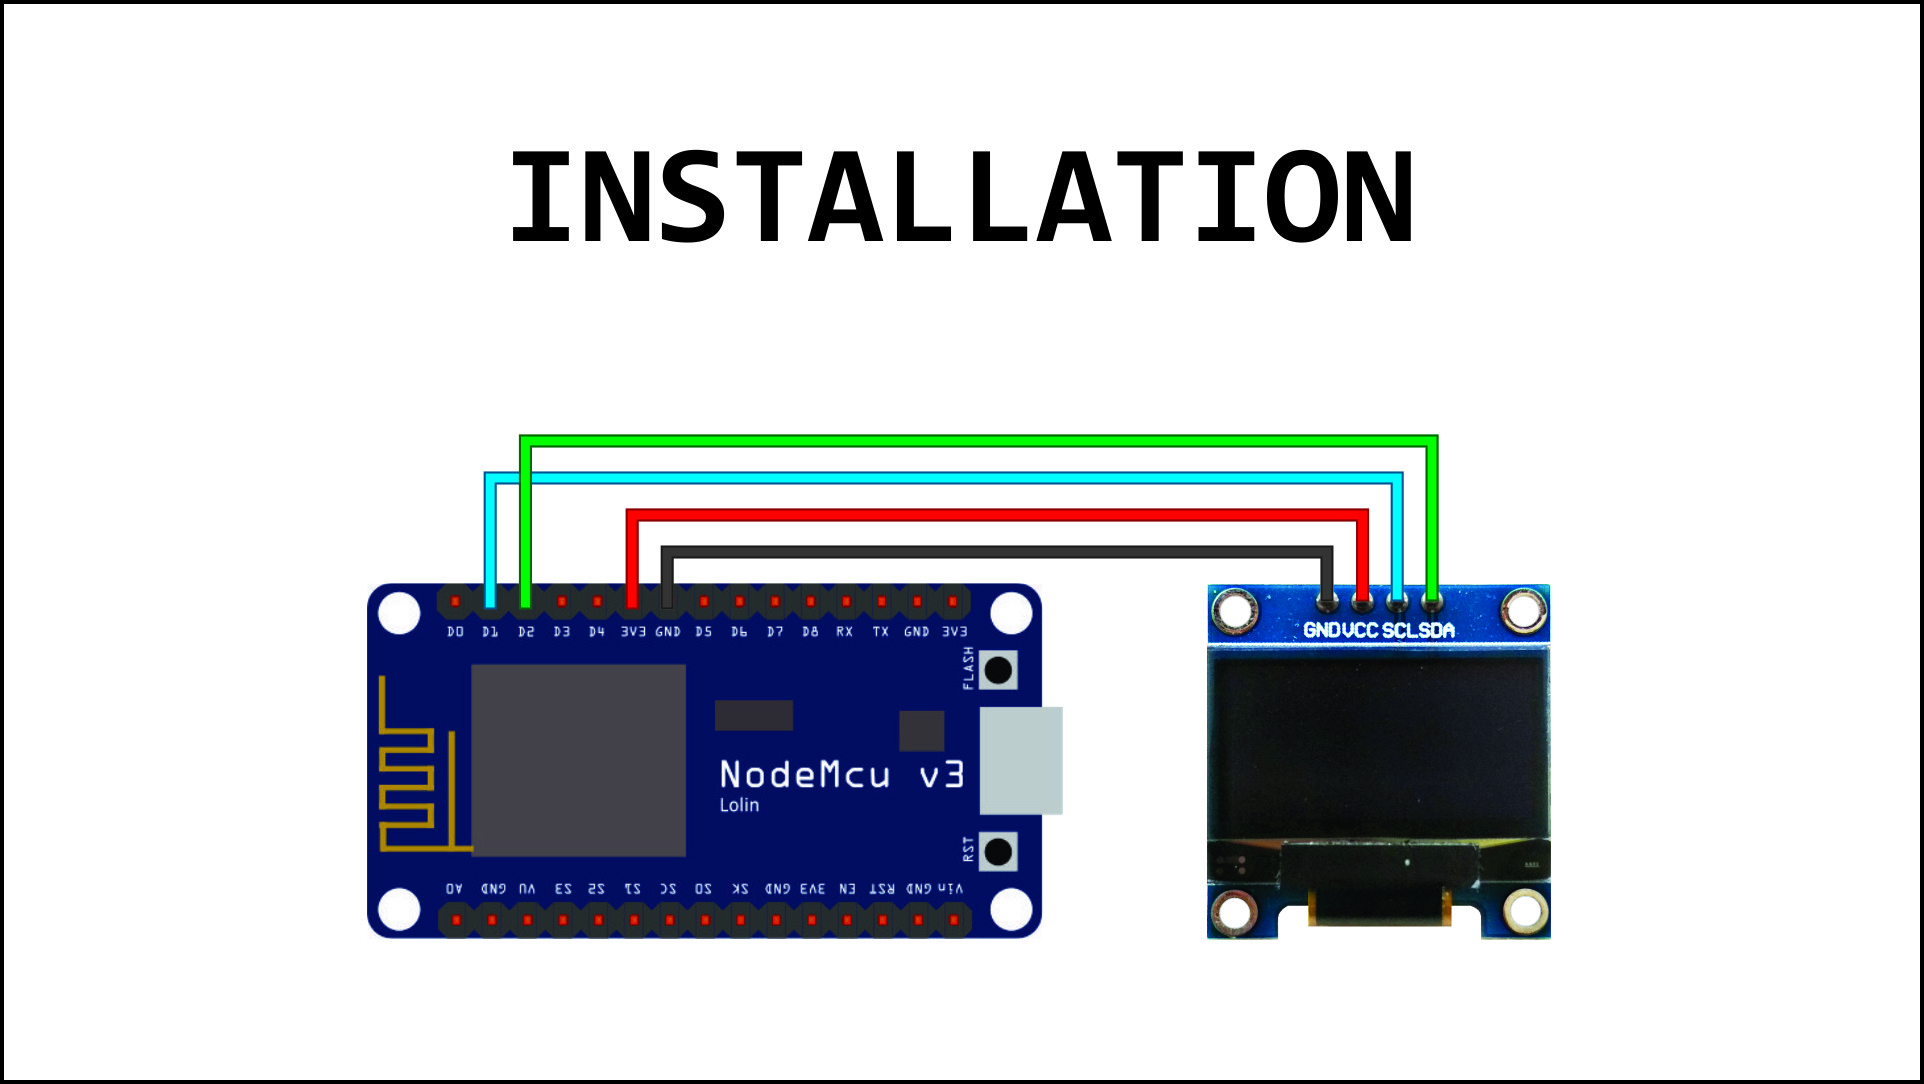 INSTALLATION
D0 D1 D2 D3 D4 3V3 GND D5 D6 D7 D8 RX TX GND 3V3
GND VCC SCL SDA
FLASH
NodeMcu v3
Lolin
RST
A0 GND VU S3 S2 S1 SC S0 SK GND 3V3 EN RST GND Vin